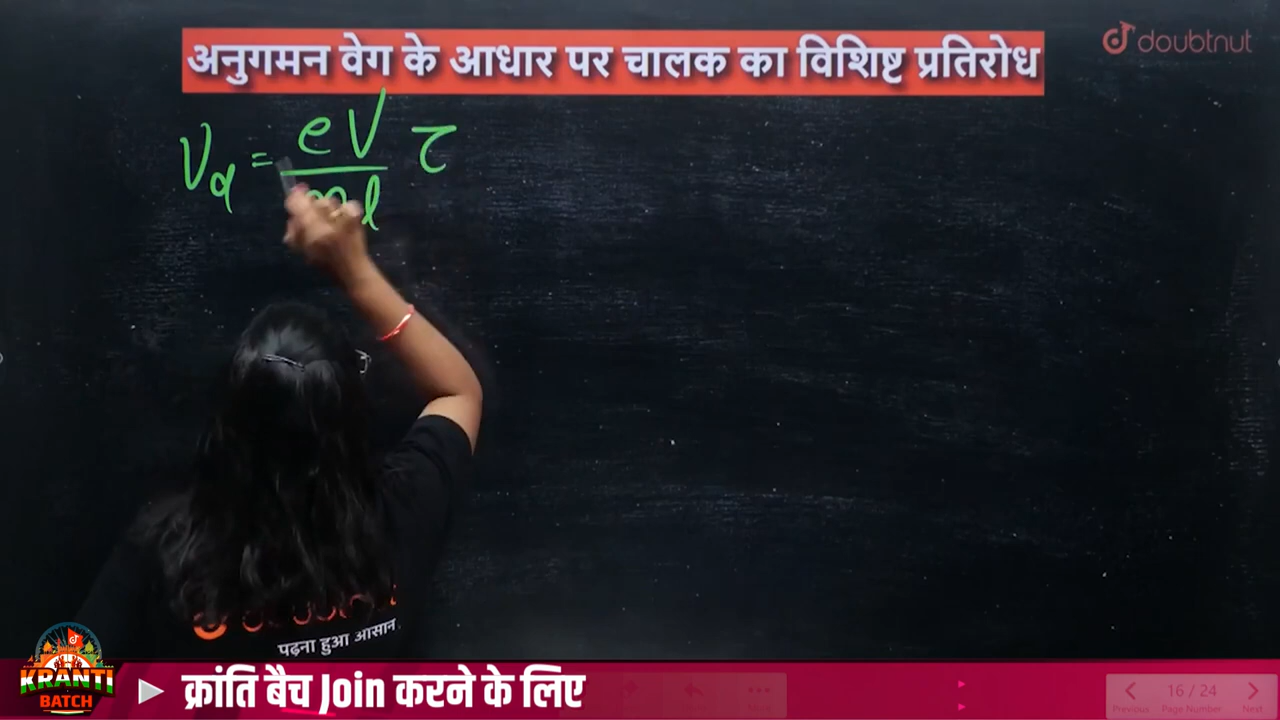 अनुगमन वेग के आधार पर चालक का विशिष्ट प्रतिरोध
doubtnut
Vd = eV/ml τ
पढ़ना हुआ आसान
KRANTI
BATCH
क्रांति बैच Join करने के लिए
16 / 24
Previous Page Number Next